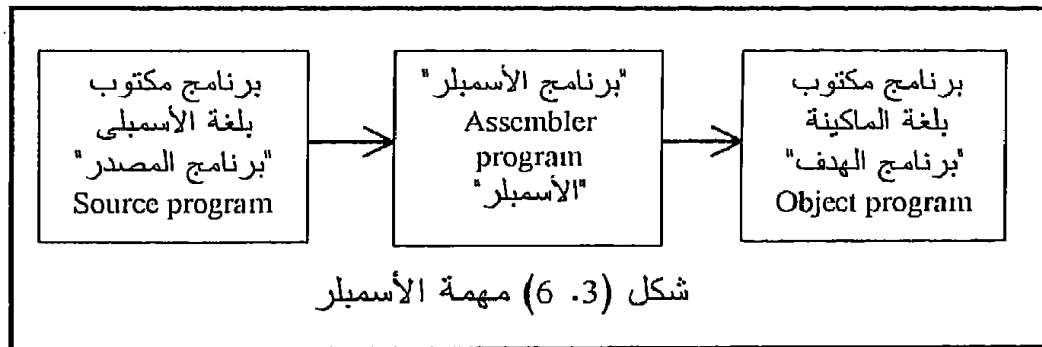 برنامج مكتوب
بلغة الأسمبلى
"برنامج المصدر"
Source program
"برنامج الأسمبلر"
Assembler
program
"الأسمبلر"
برنامج مكتوب
بلغة الماكينة
"برنامج الهدف"
Object program
شكل (3. 6) مهمة الأسمبلر